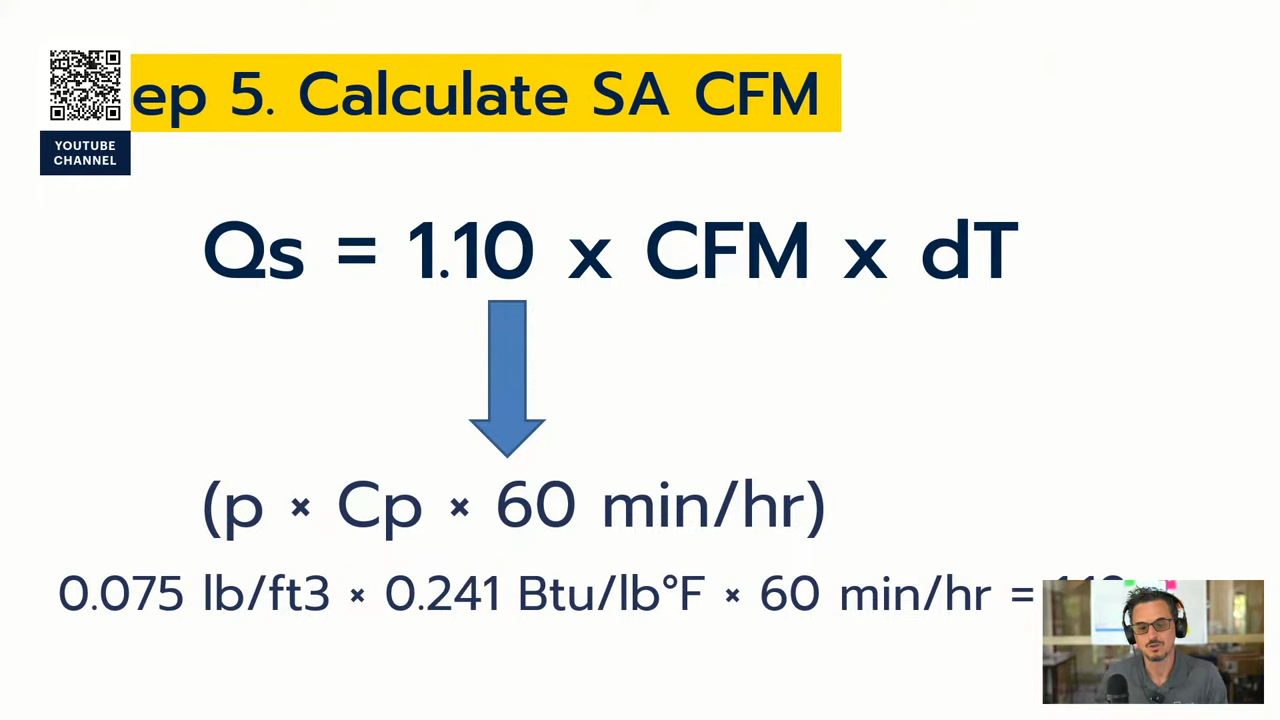 ep 5. Calculate SA CFM
YOUTUBE
CHANNEL
Qs = 1.10 x CFM x dT
(p × Cp × 60 min/hr)
0.075 lb/ft3 × 0.241 Btu/lb°F × 60 min/hr =